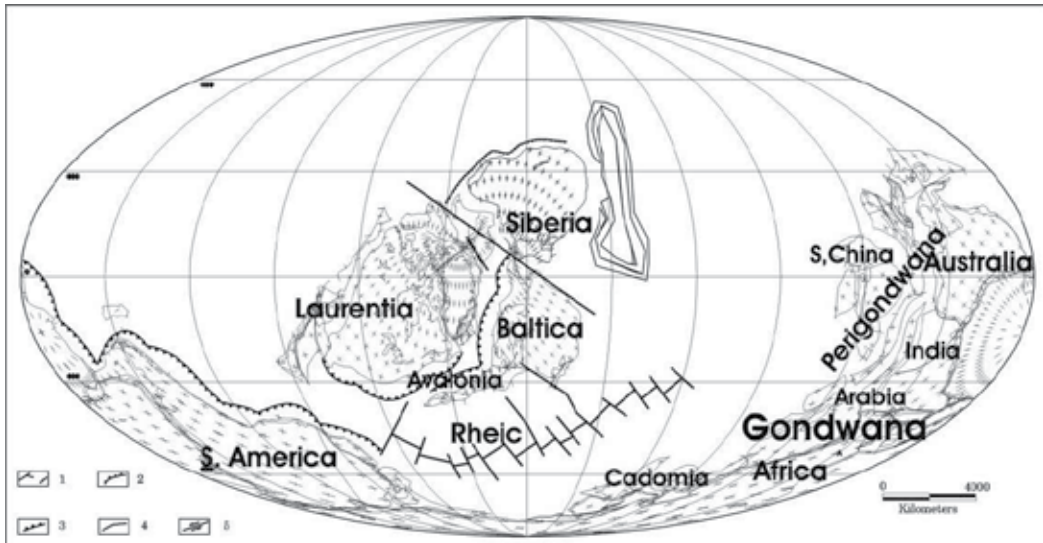 Siberia
S,China
Australia
Perigondwana
Laurentia
Baltica
India
Avalonia
Arabia
Rheic
Gondwana
S. America
Cadomia
Africa
1
2
3
4
5
0
4000
Kilometers